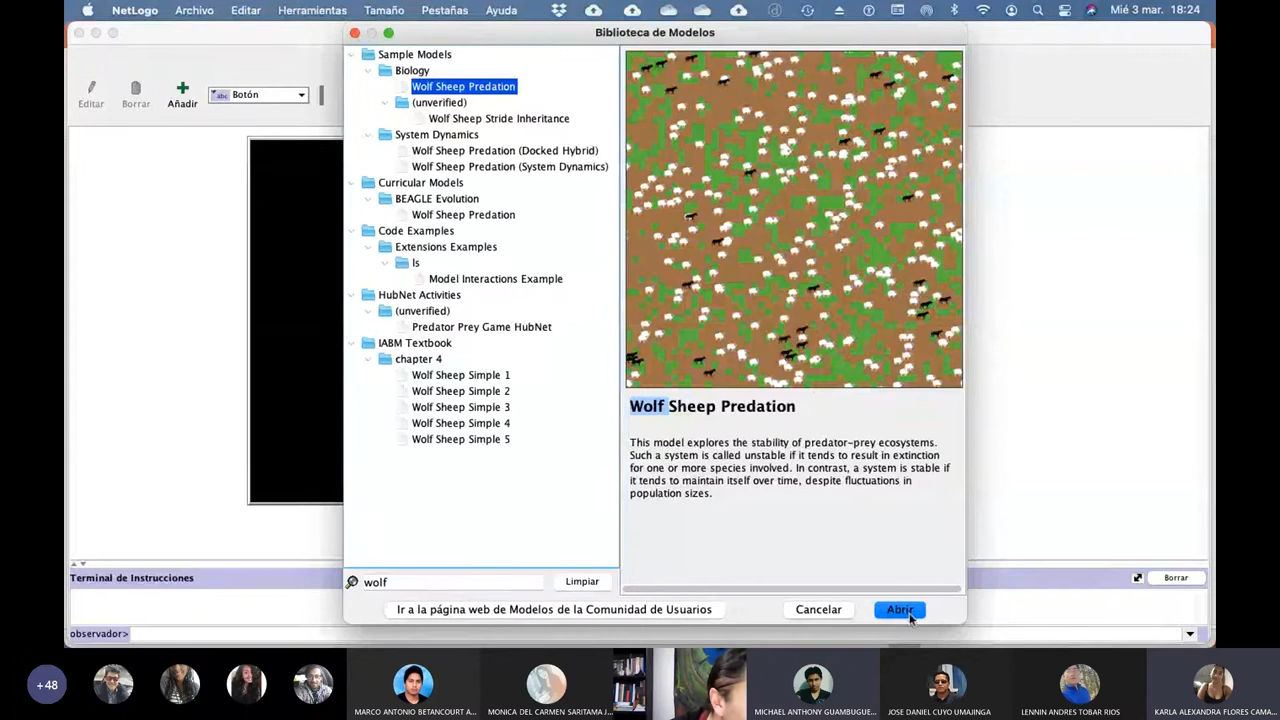 NetLogo Archivo Editar Herramientas Tamaño Pestañas Ayuda Mié 3 mar. 18:24
Biblioteca de Modelos
Editar Borrar Añadir abc Botón
Sample Models
Biology
Wolf Sheep Predation
(unverified)
Wolf Sheep Stride Inheritance
System Dynamics
Wolf Sheep Predation (Docked Hybrid)
Wolf Sheep Predation (System Dynamics)
Curricular Models
BEAGLE Evolution
Wolf Sheep Predation
Code Examples
Extensions Examples
ls
Model Interactions Example
HubNet Activities
(unverified)
Predator Prey Game HubNet
IABM Textbook
chapter 4
Wolf Sheep Simple 1
Wolf Sheep Simple 2
Wolf Sheep Simple 3
Wolf Sheep Simple 4
Wolf Sheep Simple 5
Wolf Sheep Predation
This model explores the stability of predator-prey ecosystems.
Such a system is called unstable if it tends to result in extinction
for one or more species involved. In contrast, a system is stable if
it tends to maintain itself over time, despite fluctuations in
population sizes.
wolf Limpiar
Ir a la página web de Modelos de la Comunidad de Usuarios Cancelar Abrir
Terminal de Instrucciones Borrar
observador>
+48
MARCO ANTONIO BETANCOURT A... MONICA DEL CARMEN SARITAMA J... MICHAEL ANTHONY GUAMBUGUE... JOSE DANIEL CUYO UMAJINGA LENNIN ANDRES TOBAR RIOS KARLA ALEXANDRA FLORES CAMA...